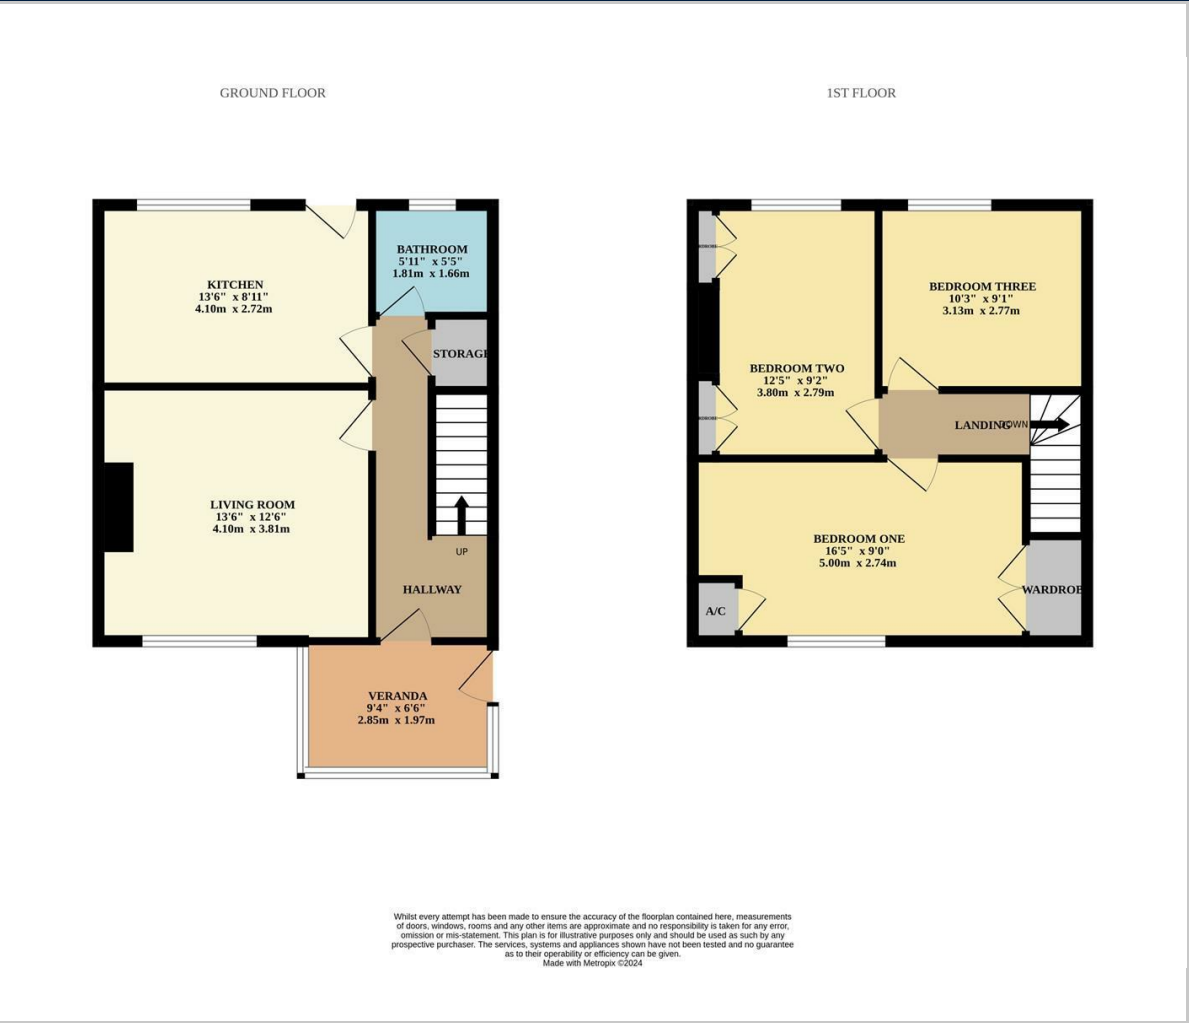 GROUND FLOOR
1ST FLOOR
KITCHEN
13'6" x 8'11"
4.10m x 2.72m
BATHROOM
5'11" x 5'5"
1.81m x 1.66m
STORAGE
LIVING ROOM
13'6" x 12'6"
4.10m x 3.81m
UP
HALLWAY
VERANDA
9'4" x 6'6"
2.85m x 1.97m
BEDROOM TWO
12'5" x 9'2"
3.80m x 2.79m
BEDROOM THREE
10'3" x 9'1"
3.13m x 2.77m
LANDING
DOWN
BEDROOM ONE
16'5" x 9'0"
5.00m x 2.74m
A/C
WARDROBE
Whilst every attempt has been made to ensure the accuracy of the floorplan contained here, measurements
of doors, windows, rooms and any other items are approximate and no responsibility is taken for any error,
omission or mis-statement. This plan is for illustrative purposes only and should be used as such by any
prospective purchaser. The services, systems and appliances shown have not been tested and no guarantee
as to their operability or efficiency can be given.
Made with Metropix ©2024